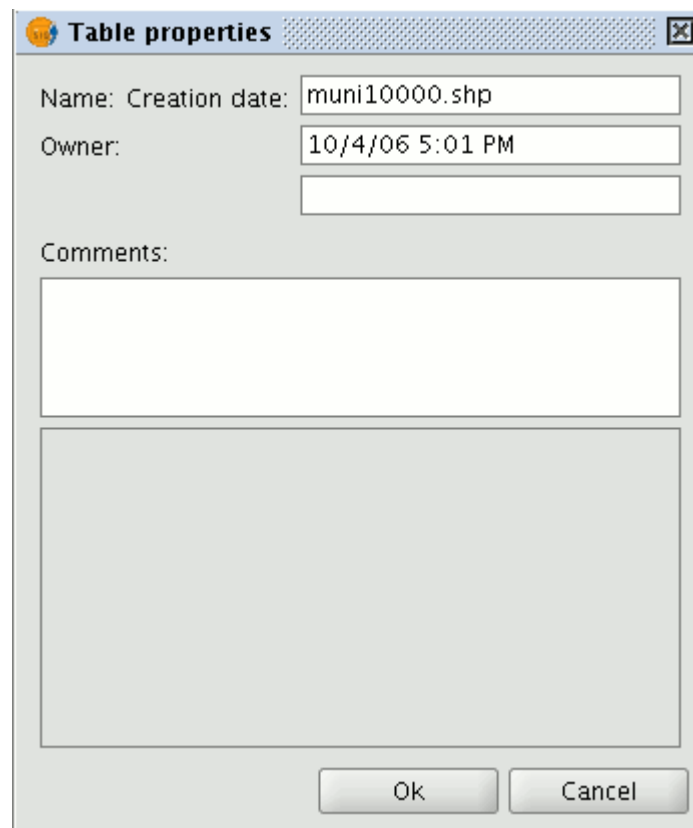 Table properties
Name: Creation date: muni10000.shp
Owner: 10/4/06 5:01 PM
Comments:
Ok Cancel